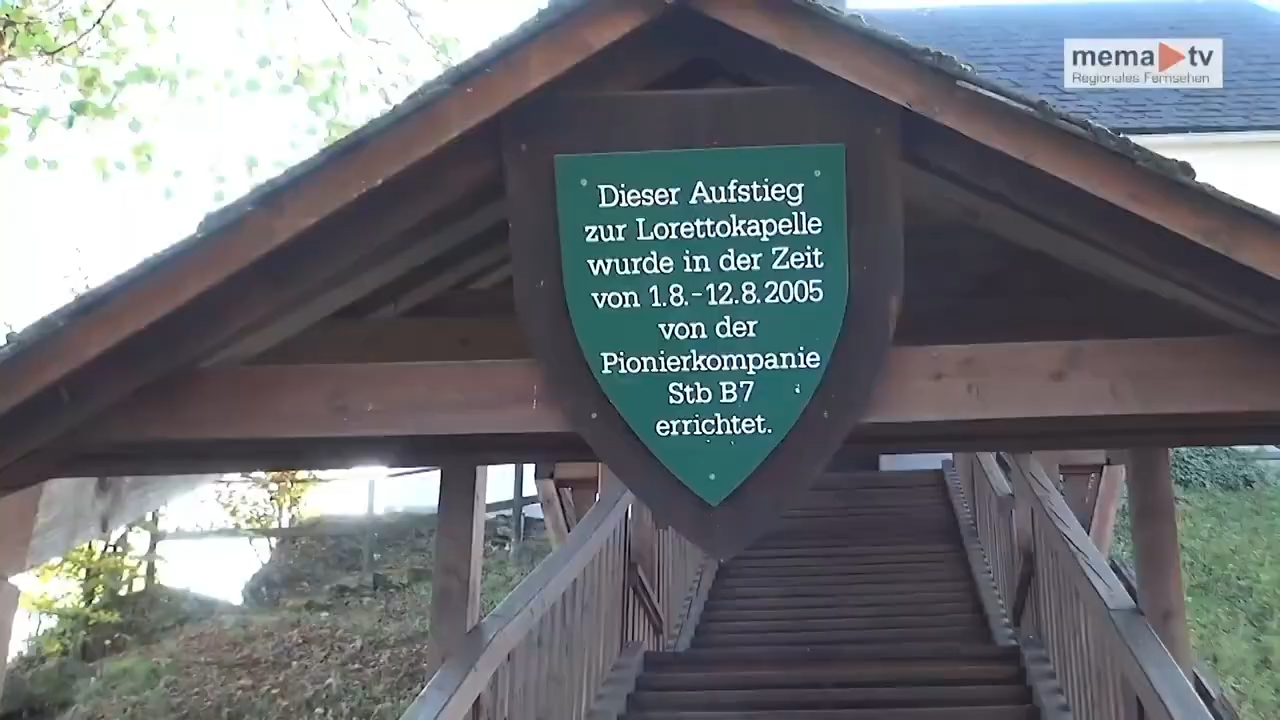 mema tv
Regionales Fernsehen
Dieser Aufstieg
zur Lorettokapelle
wurde in der Zeit
von 1.8.-12.8.2005
von der
Pionierkompanie
Stb B7
errichtet.